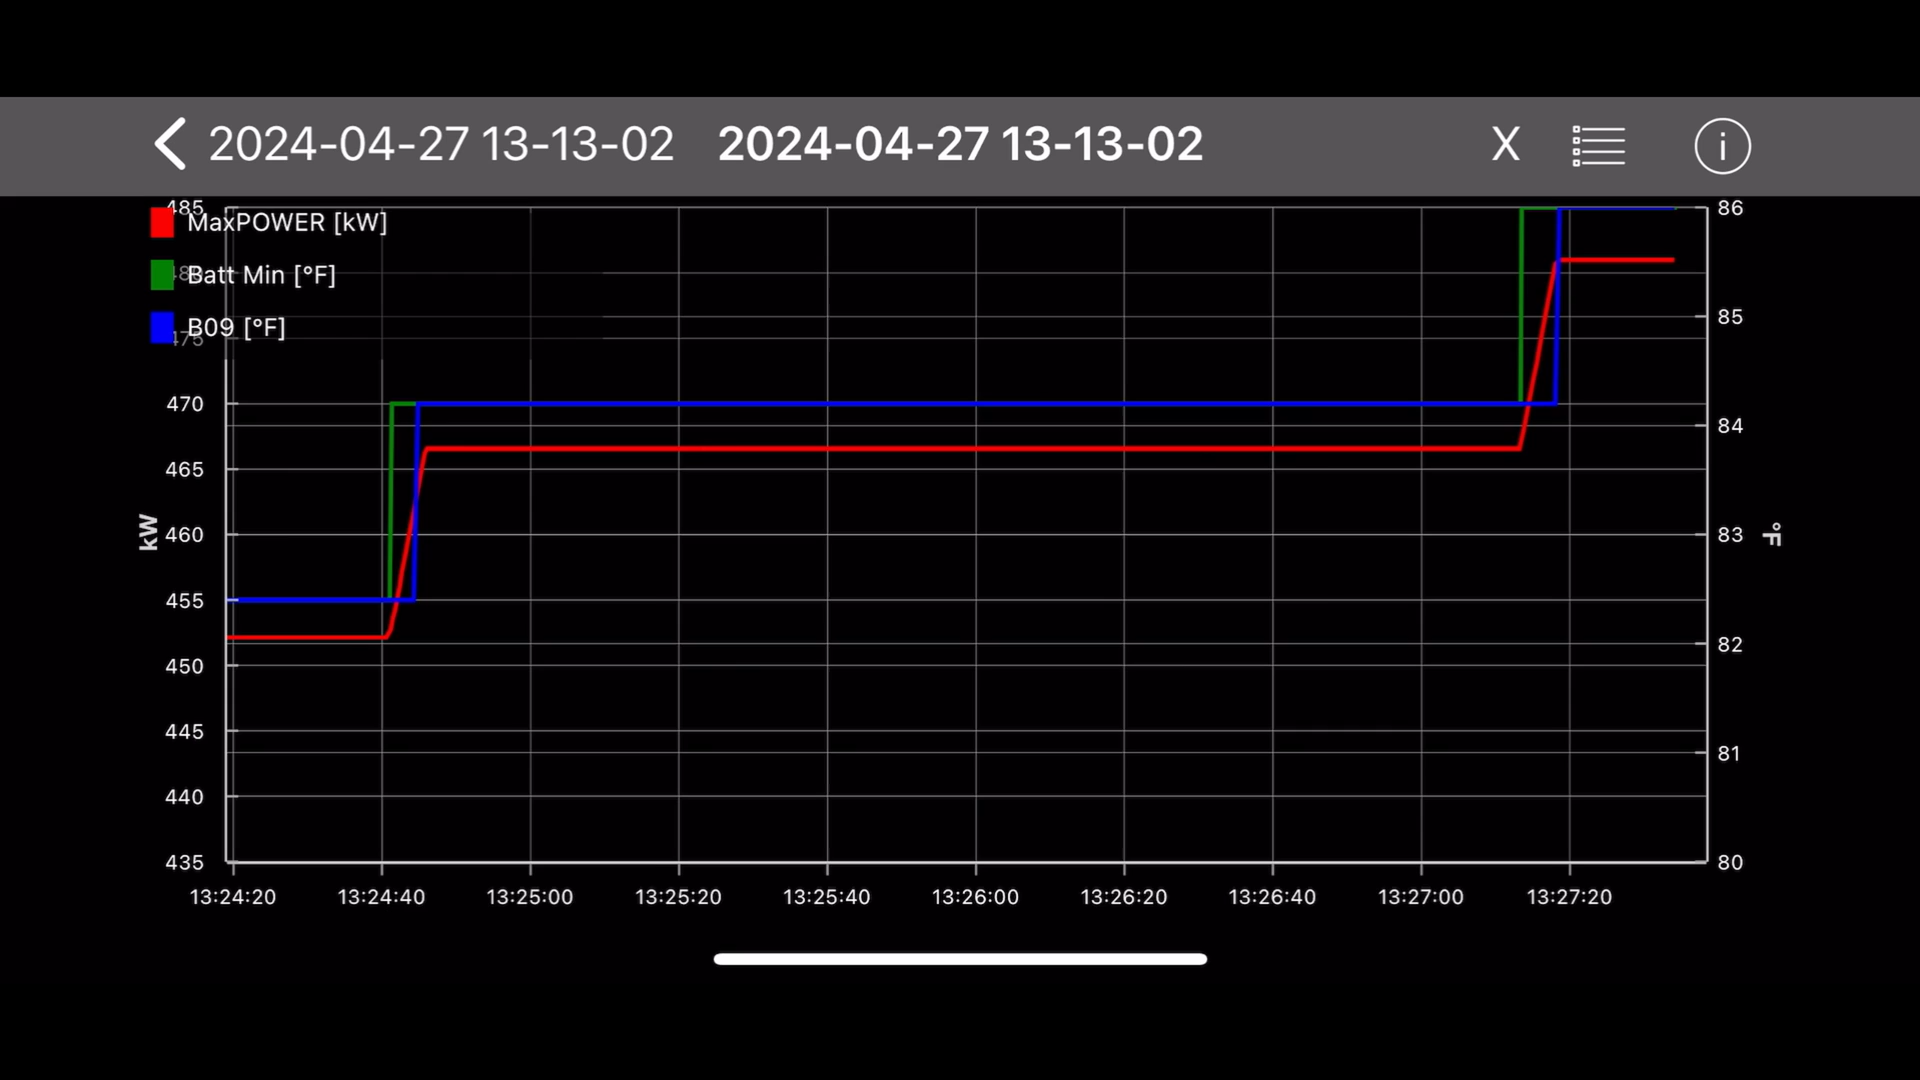 2024-04-27 13-13-02 2024-04-27 13-13-02 X i
485
MaxPOWER [kW]
480
Batt Min [°F]
475
B09 [°F]
470
465
460
455
450
445
440
435
kW
86
85
84
83
82
81
80
°F
13:24:20 13:24:40 13:25:00 13:25:20 13:25:40 13:26:00 13:26:20 13:26:40 13:27:00 13:27:20